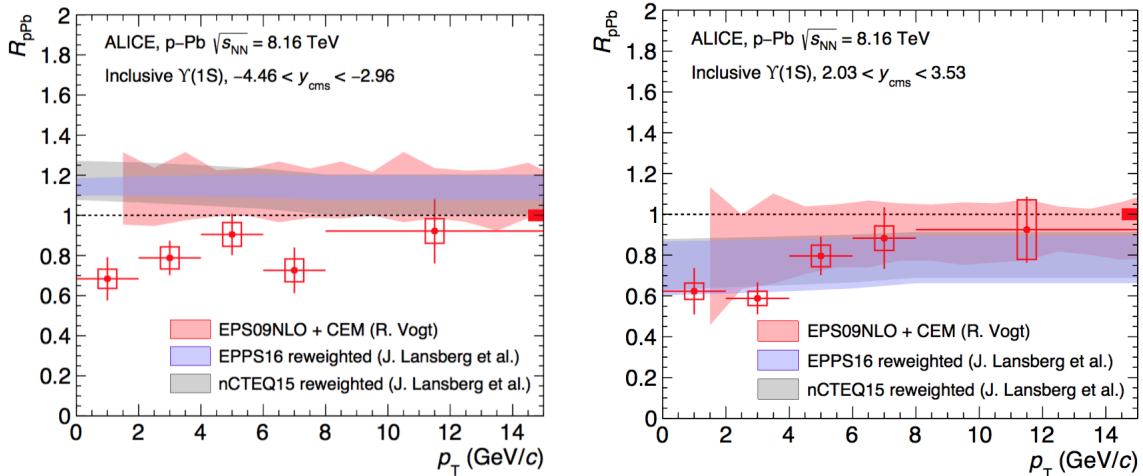 R_pPb
2
1.8
1.6
1.4
1.2
1
0.8
0.6
0.4
0.2
0
ALICE, p–Pb √s_NN = 8.16 TeV
Inclusive ϒ(1S), −4.46 < y_cms < −2.96
EPS09NLO + CEM (R. Vogt)
EPPS16 reweighted (J. Lansberg et al.)
nCTEQ15 reweighted (J. Lansberg et al.)
0 2 4 6 8 10 12 14
p_T (GeV/c)
R_pPb
2
1.8
1.6
1.4
1.2
1
0.8
0.6
0.4
0.2
0
ALICE, p–Pb √s_NN = 8.16 TeV
Inclusive ϒ(1S), 2.03 < y_cms < 3.53
EPS09NLO + CEM (R. Vogt)
EPPS16 reweighted (J. Lansberg et al.)
nCTEQ15 reweighted (J. Lansberg et al.)
0 2 4 6 8 10 12 14
p_T (GeV/c)